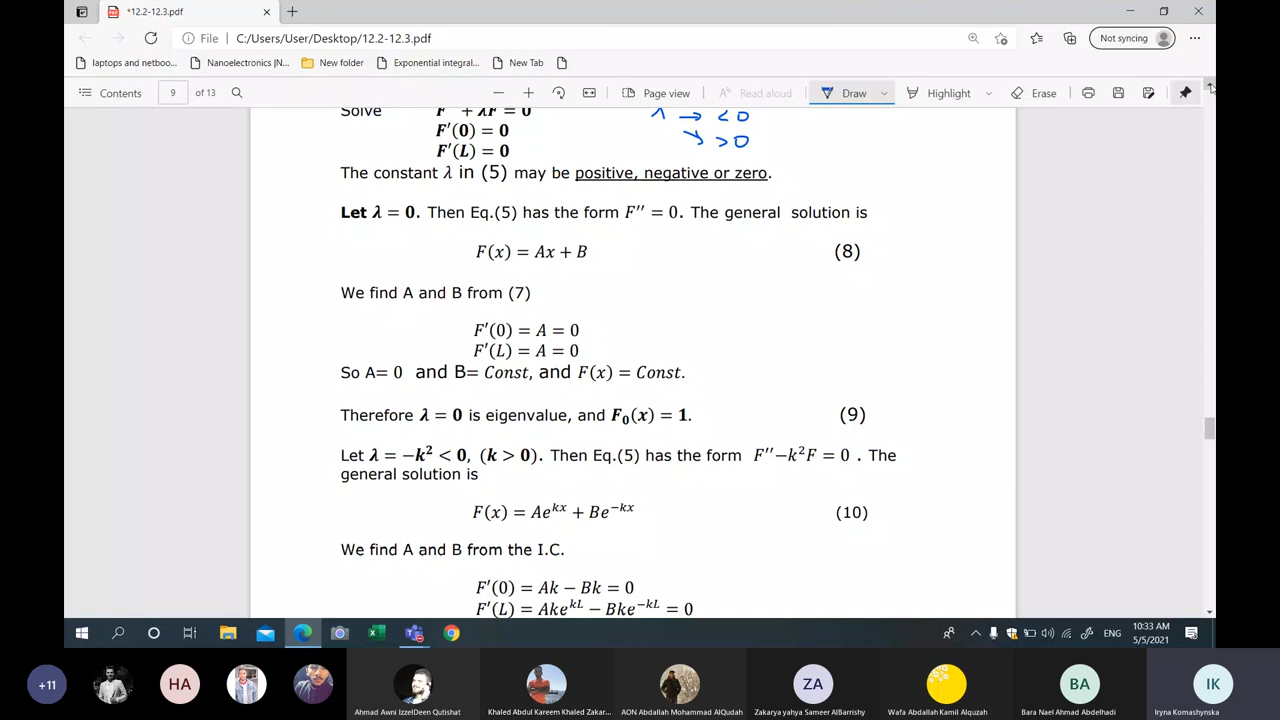 *12.2-12.3.pdf
File C:/Users/User/Desktop/12.2-12.3.pdf Not syncing
laptops and netboo... Nanoelectronics |N... New folder Exponential integral... New Tab
Contents 9 of 13 Page view Read aloud Draw Highlight Erase
Solve F″ + λF = 0
λ → < 0
F′(0) = 0
↘ > 0
F′(L) = 0
The constant λ in (5) may be positive, negative or zero.
Let λ = 0. Then Eq.(5) has the form F′′ = 0. The general solution is
F(x) = Ax + B (8)
We find A and B from (7)
F′(0) = A = 0
F′(L) = A = 0
So A= 0 and B= Const, and F(x) = Const.
Therefore λ = 0 is eigenvalue, and F₀(x) = 1. (9)
Let λ = −k² < 0, (k > 0). Then Eq.(5) has the form F′′−k²F = 0 . The
general solution is
F(x) = Ae^{kx} + Be^{−kx} (10)
We find A and B from the I.C.
F′(0) = Ak − Bk = 0
F′(L) = Ake^{kL} − Bke^{−kL} = 0
ENG 10:33 AM
5/5/2021
+11 HA ZA BA IK
Ahmad Awni IzzelDeen Qutishat Khaled Abdul Kareem Khaled Zakar... AON Abdallah Mohammad AlQudah Zakarya yahya Sameer AlBarrishy Wafa Abdallah Kamil Alquzah Bara Nael Ahmad Abdelhadi Iryna Komashynska